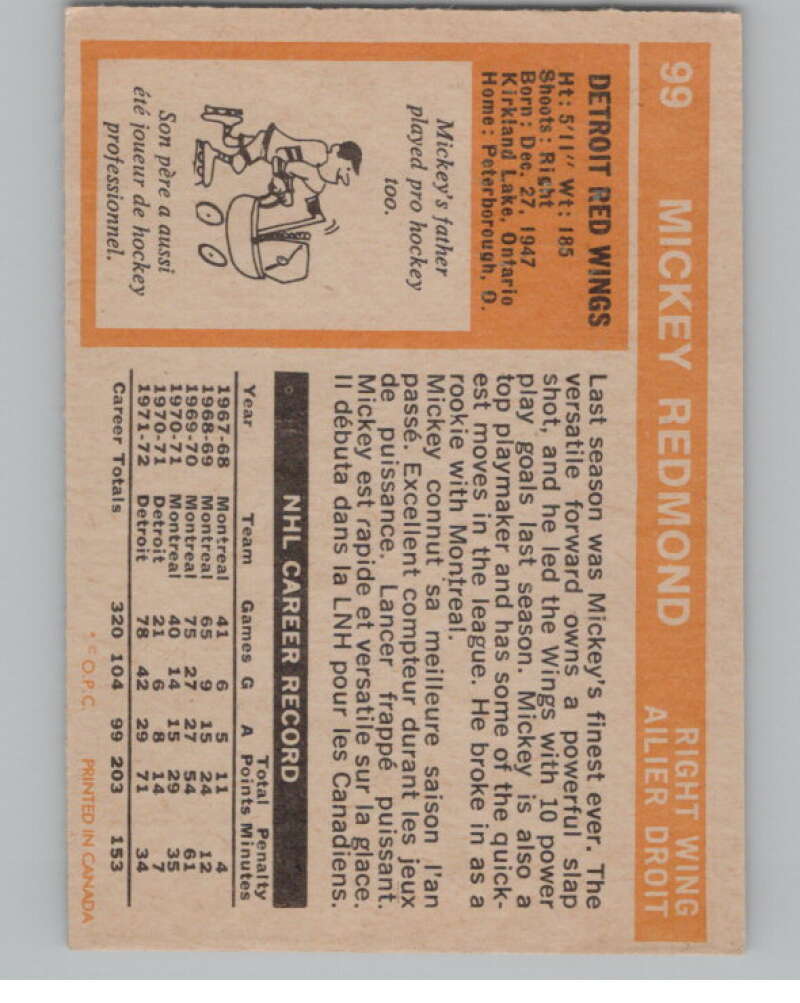 99 MICKEY REDMOND RIGHT WING
AILIER DROIT
DETROIT RED WINGS
Ht: 5'11" Wt: 185
Shoots: Right
Born: Dec. 27, 1947
Kirkland Lake, Ontario
Home: Peterborough, O.
Mickey's father
played pro hockey
too.
Son père a aussi
été joueur de hockey
professionnel.
Last season was Mickey's finest ever. The
versatile forward owns a powerful slap
shot, and he led the Wings with 10 power
play goals last season. Mickey is also a
top playmaker and has some of the quick-
est moves in the league. He broke in as a
rookie with Montreal.
Mickey connut sa meilleure saison l'an
passé. Excellent compteur durant les jeux
de puissance. Lancer frappé puissant.
Mickey est rapide et versatile sur la glace.
Il débuta dans la LNH pour les Canadiens.
NHL CAREER RECORD
Total Penalty
Year Team Games G A Points Minutes
1967-68 Montreal 41 6 5 11 4
1968-69 Montreal 65 9 15 24 12
1969-70 Montreal 75 27 27 54 61
1970-71 Montreal 40 14 15 29 35
1970-71 Detroit 21 6 8 14 7
1971-72 Detroit 78 42 29 71 34
Career Totals 320 104 99 203 153
* © O.P.C. PRINTED IN CANADA